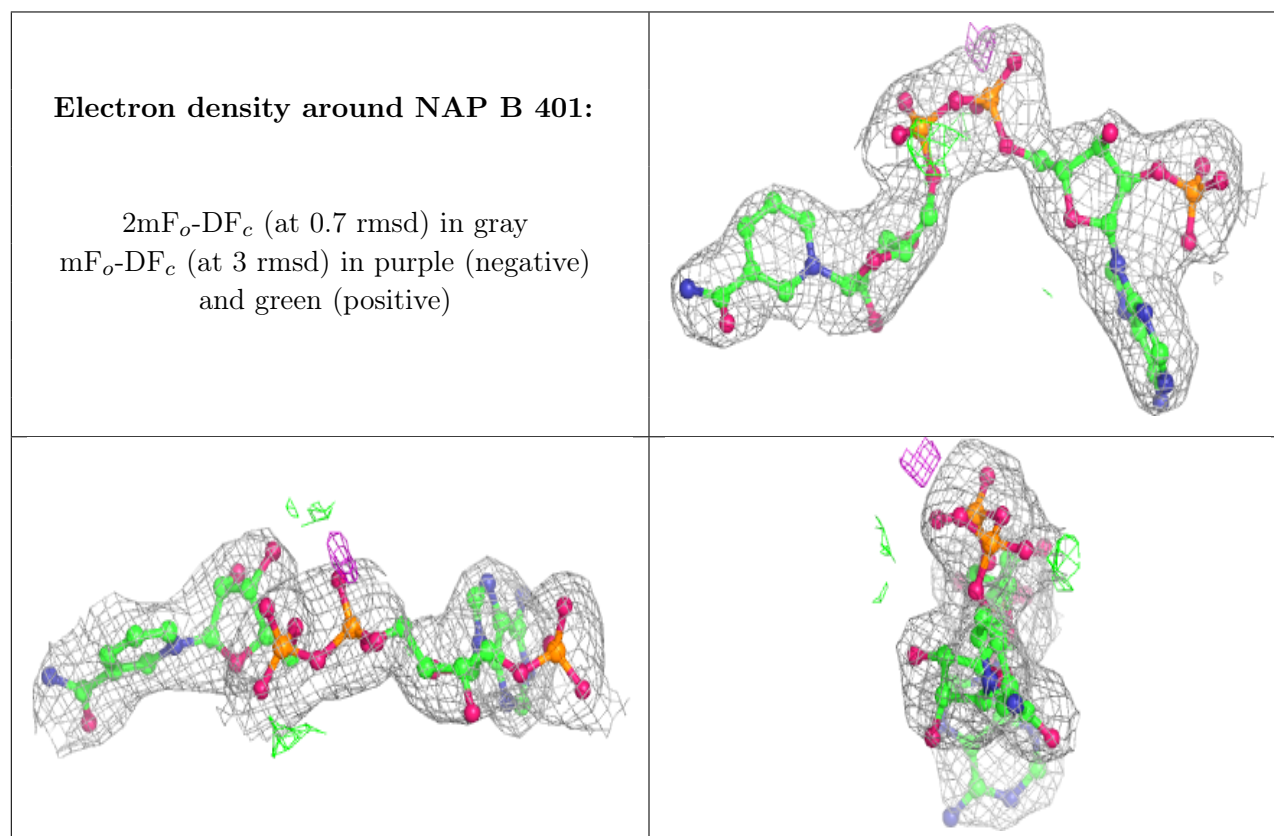 Electron density around NAP B 401:
2mFₒ-DF𝒸 (at 0.7 rmsd) in gray
mFₒ-DF𝒸 (at 3 rmsd) in purple (negative)
and green (positive)